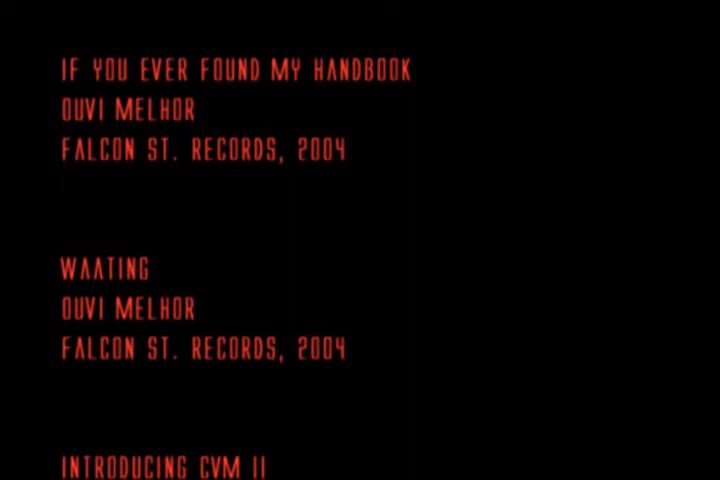 IF YOU EVER FOUND MY HANDBOOK
OUVI MELHOR
FALCON ST. RECORDS, 2004
WAATING
OUVI MELHOR
FALCON ST. RECORDS, 2004
INTRODUCING CVM II